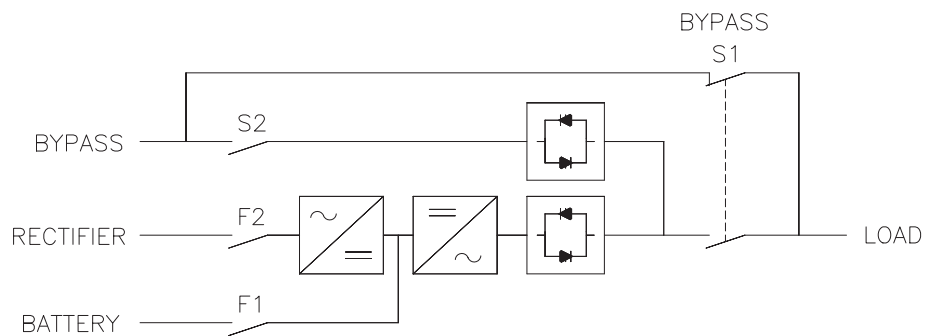 BYPASS
S1
S2
BYPASS
F2
RECTIFIER
LOAD
F1
BATTERY